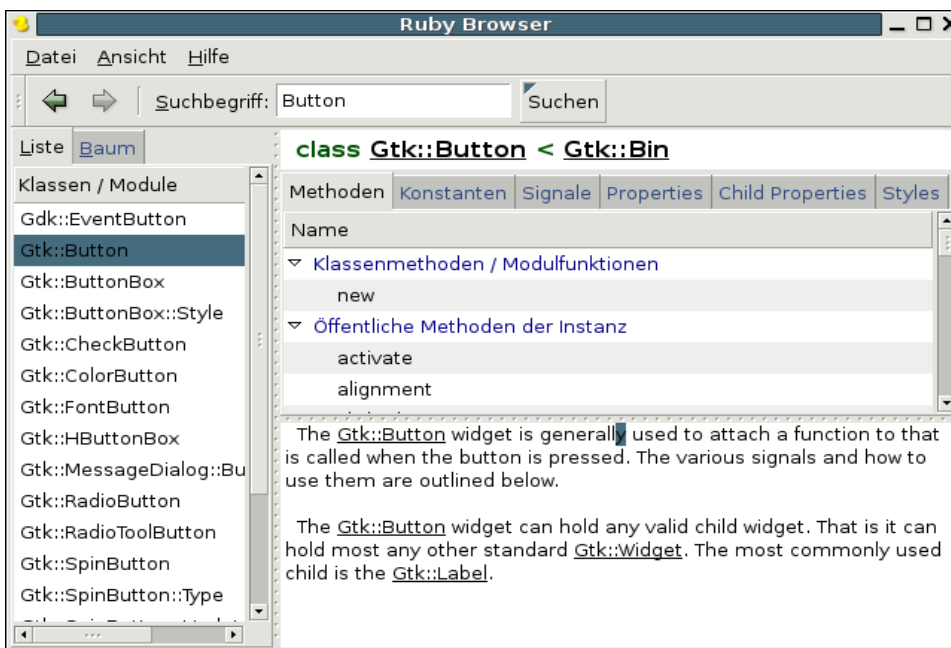 Ruby Browser
Datei Ansicht Hilfe
Suchbegriff: Button Suchen
Liste Baum
Klassen / Module
Gdk::EventButton
Gtk::Button
Gtk::ButtonBox
Gtk::ButtonBox::Style
Gtk::CheckButton
Gtk::ColorButton
Gtk::FontButton
Gtk::HButtonBox
Gtk::MessageDialog::Bu
Gtk::RadioButton
Gtk::RadioToolButton
Gtk::SpinButton
Gtk::SpinButton::Type
class Gtk::Button < Gtk::Bin
Methoden Konstanten Signale Properties Child Properties Styles
Name
Klassenmethoden / Modulfunktionen
new
Öffentliche Methoden der Instanz
activate
alignment
The Gtk::Button widget is generally used to attach a function to that
is called when the button is pressed. The various signals and how to
use them are outlined below.
The Gtk::Button widget can hold any valid child widget. That is it can
hold most any other standard Gtk::Widget. The most commonly used
child is the Gtk::Label.